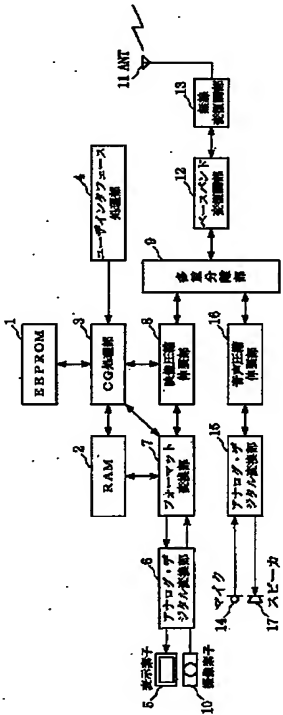 1
EEPROM
2
RAM
3
CG処理部
4
ユーザインタフェース
処理部
5
表示素子
6
アナログ・デ
ジタル変換部
7
フォーマット
変換部
8
映像圧縮
伸張部
9
多重分離部
10
撮像素子
11 ANT
12
ベースバンド
変復調部
13
無線
変復調部
14 マイク
15
アナログ・デ
ジタル変換部
16
音声圧縮
伸張部
17 スピーカ